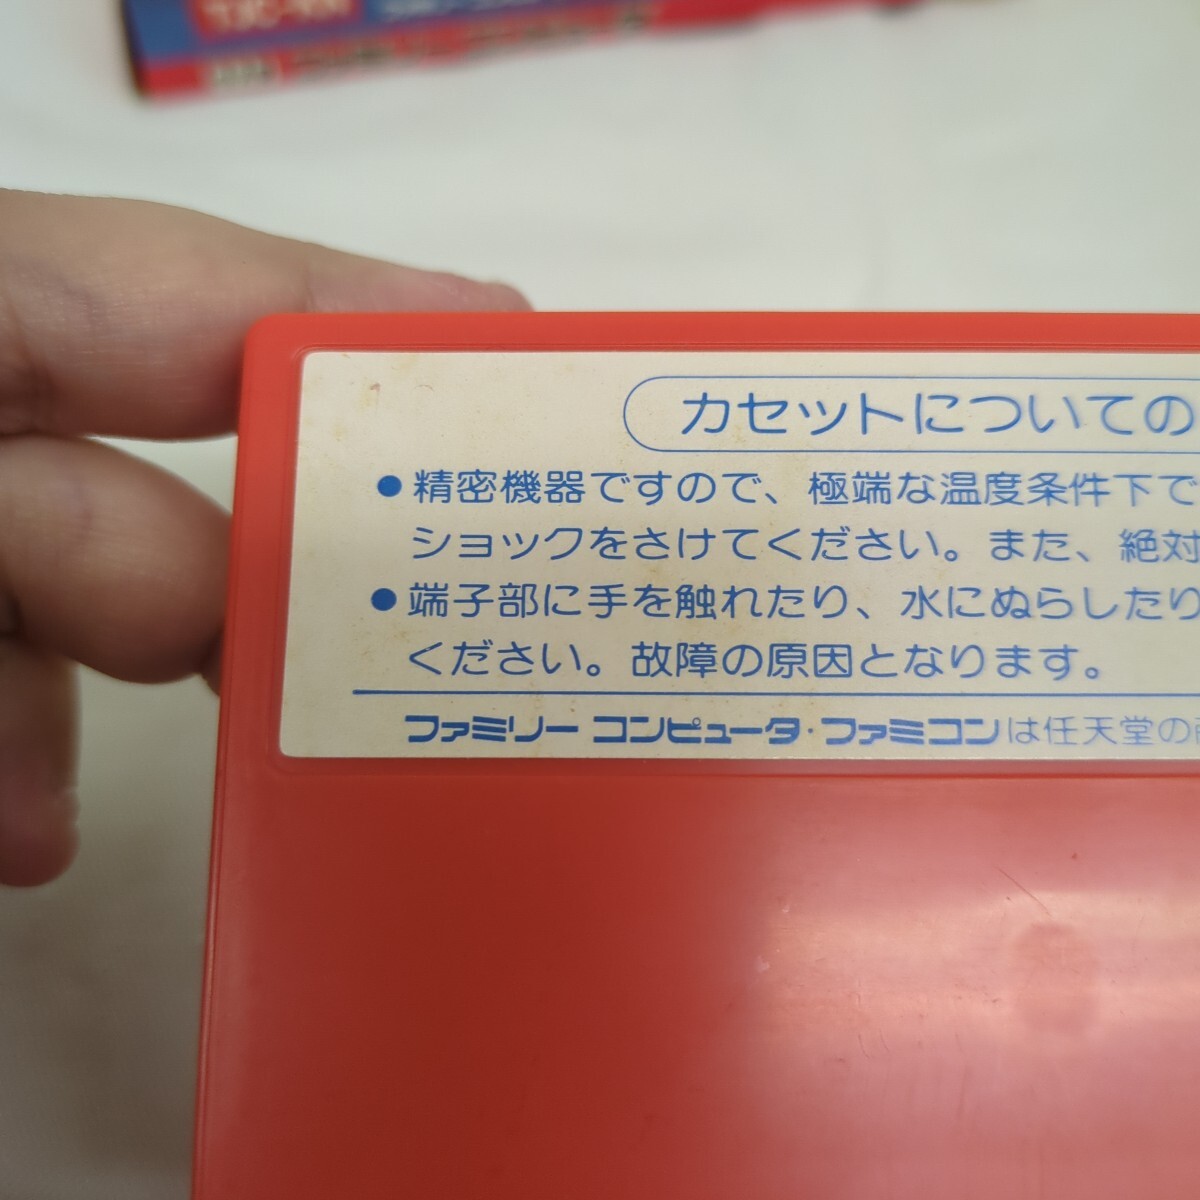 カセットについての
●精密機器ですので、極端な温度条件下で
ショックをさけてください。また、絶対
●端子部に手を触れたり、水にぬらしたり
ください。故障の原因となります。
ファミリー コンピュータ・ファミコンは任天堂の